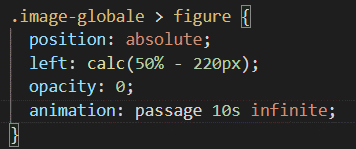 .image-globale > figure {
position: absolute;
left: calc(50% - 220px);
opacity: 0;
animation: passage 10s infinite;
}